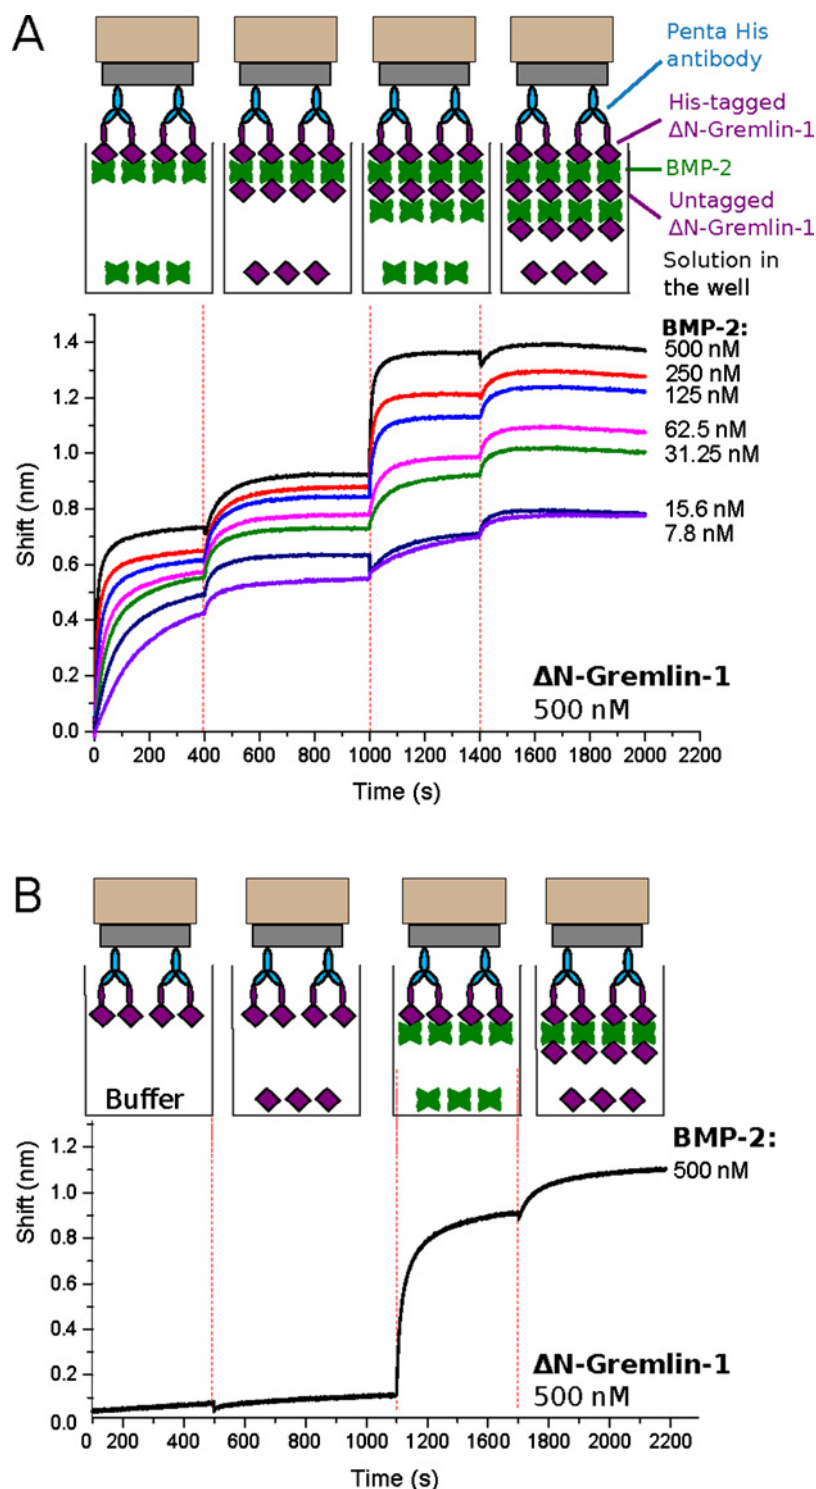 A
Penta His
antibody
His-tagged
ΔN-Gremlin-1
BMP-2
Untagged
ΔN-Gremlin-1
Solution in
the well
BMP-2:
500 nM
250 nM
125 nM
62.5 nM
31.25 nM
15.6 nM
7.8 nM
1.4
1.2
1.0
0.8
0.6
0.4
0.2
0.0
Shift (nm)
ΔN-Gremlin-1
500 nM
0 200 400 600 800 1000 1200 1400 1600 1800 2000 2200
Time (s)
B
Buffer
BMP-2:
500 nM
1.2
1.0
0.8
0.6
0.4
0.2
0.0
Shift (nm)
ΔN-Gremlin-1
500 nM
0 200 400 600 800 1000 1200 1400 1600 1800 2000 2200
Time (s)